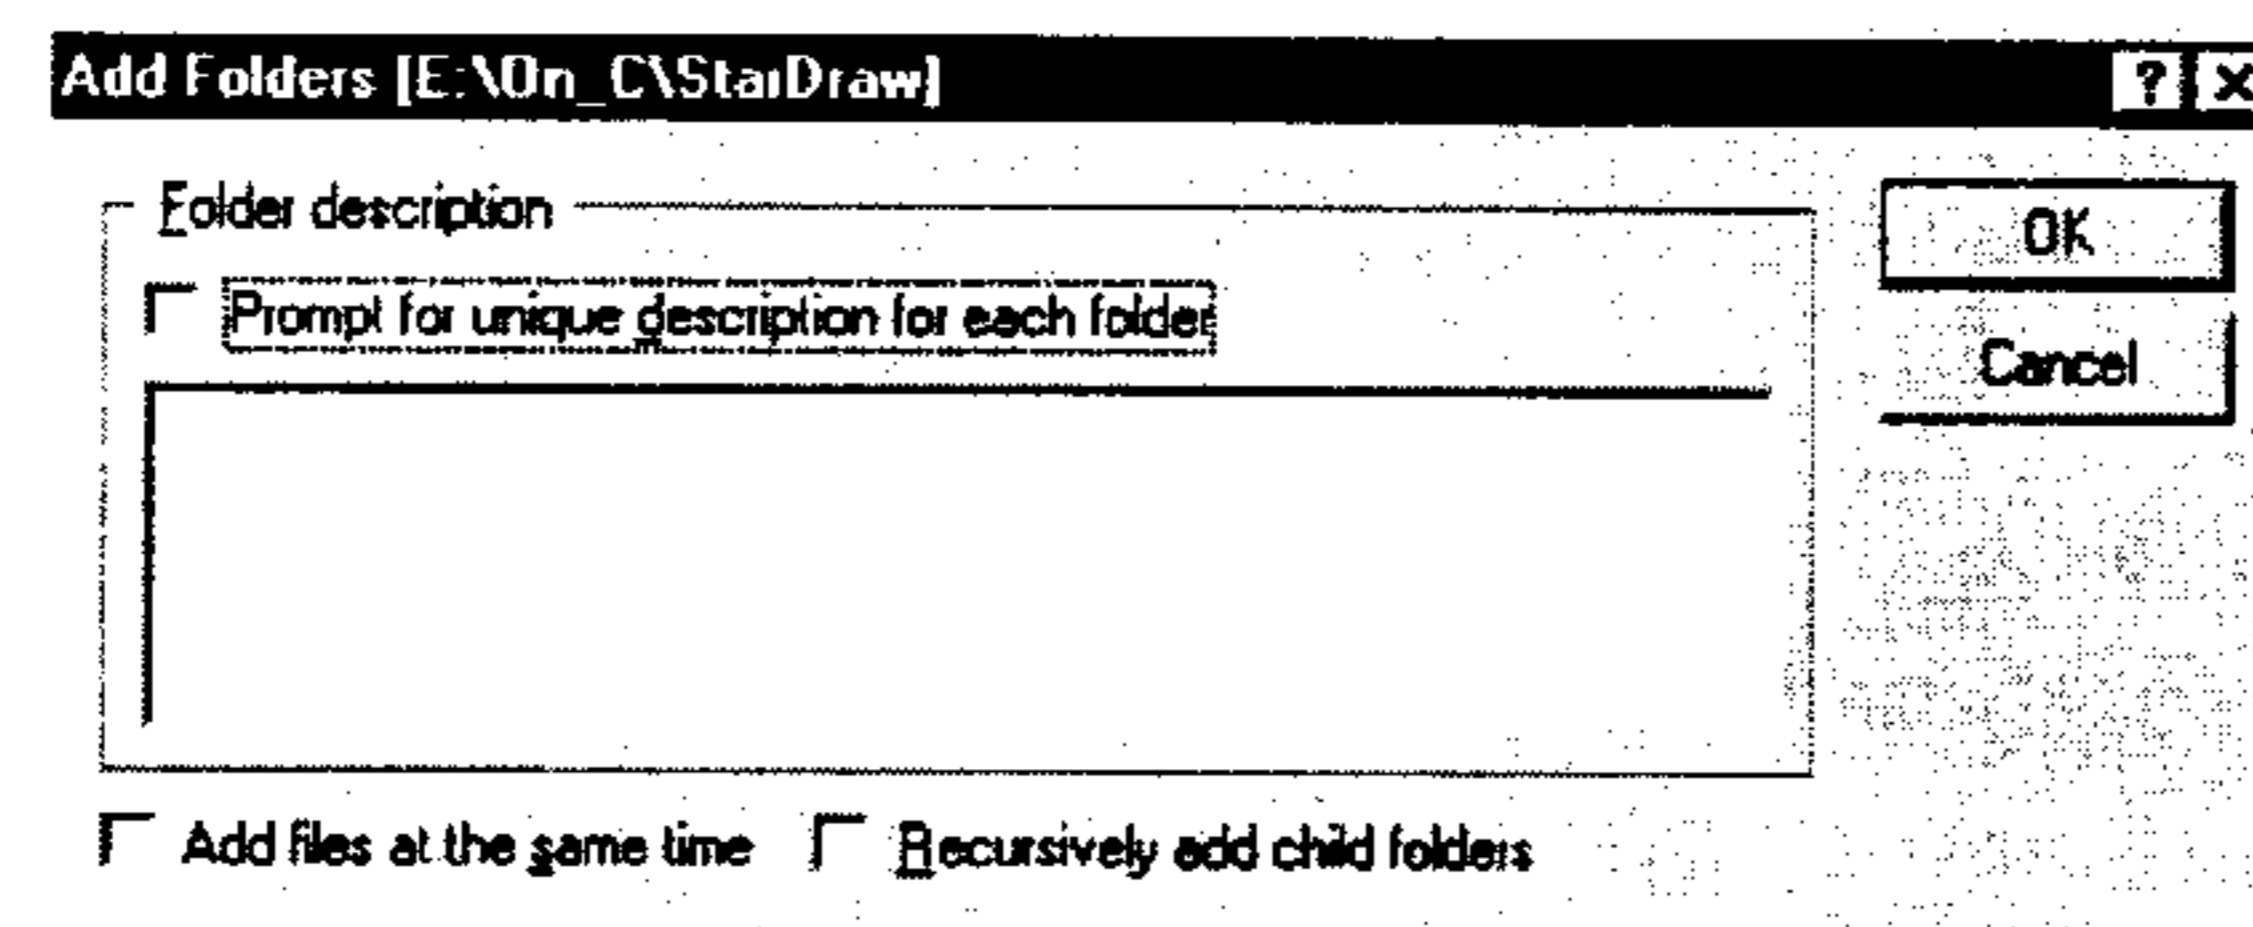 Add Folders [E:\On_C\StarDraw]
Folder description
OK
Prompt for unique description for each folder
Cancel
Add files at the same time Recursively add child folders